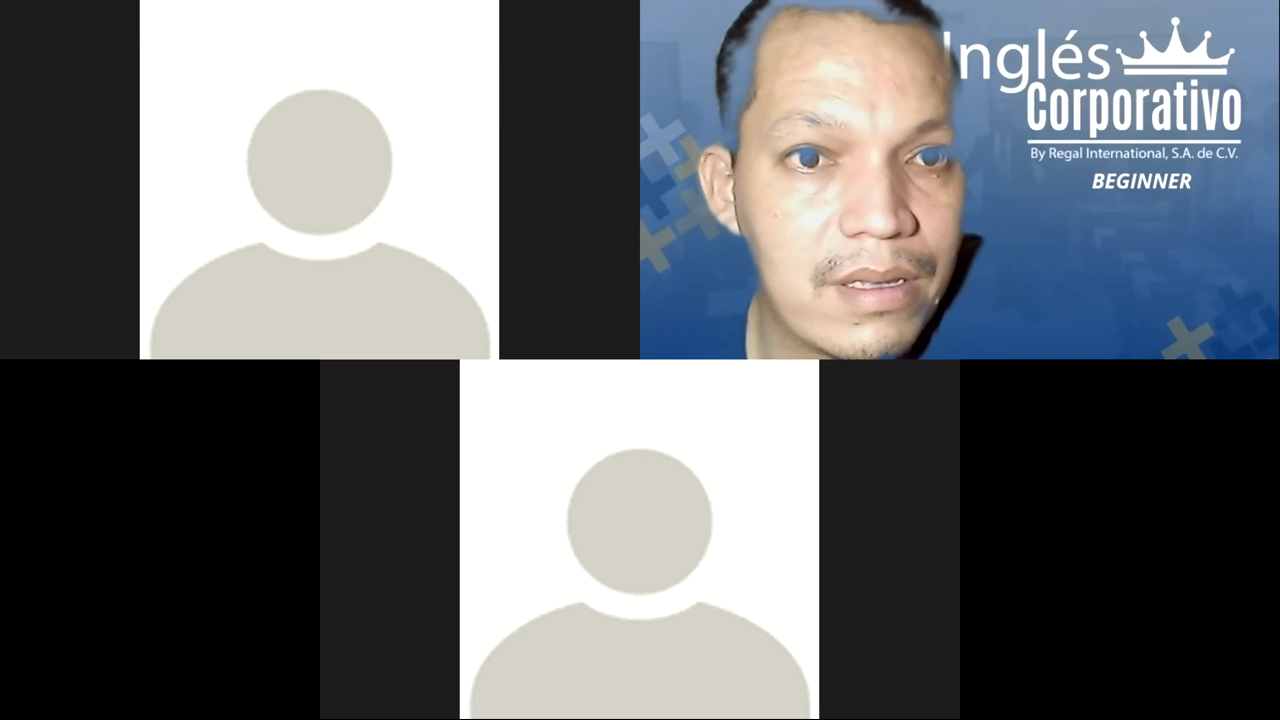 Inglés
Corporativo
By Regal International, S.A. de C.V.
BEGINNER